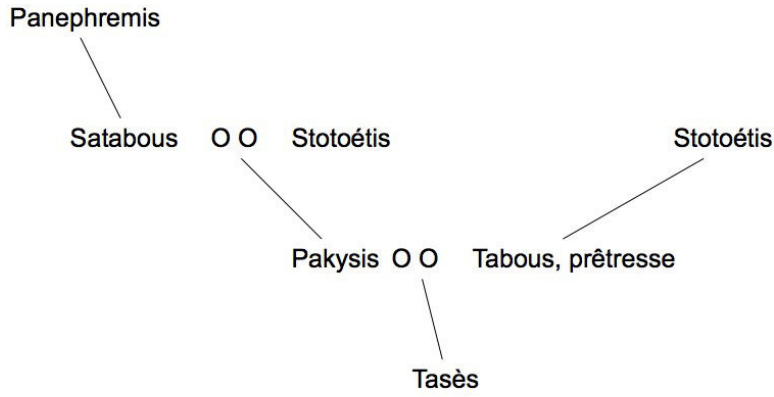 Panephremis
Satabous O O Stotoétis Stotoétis
Pakysis O O Tabous, prêtresse
Tasès